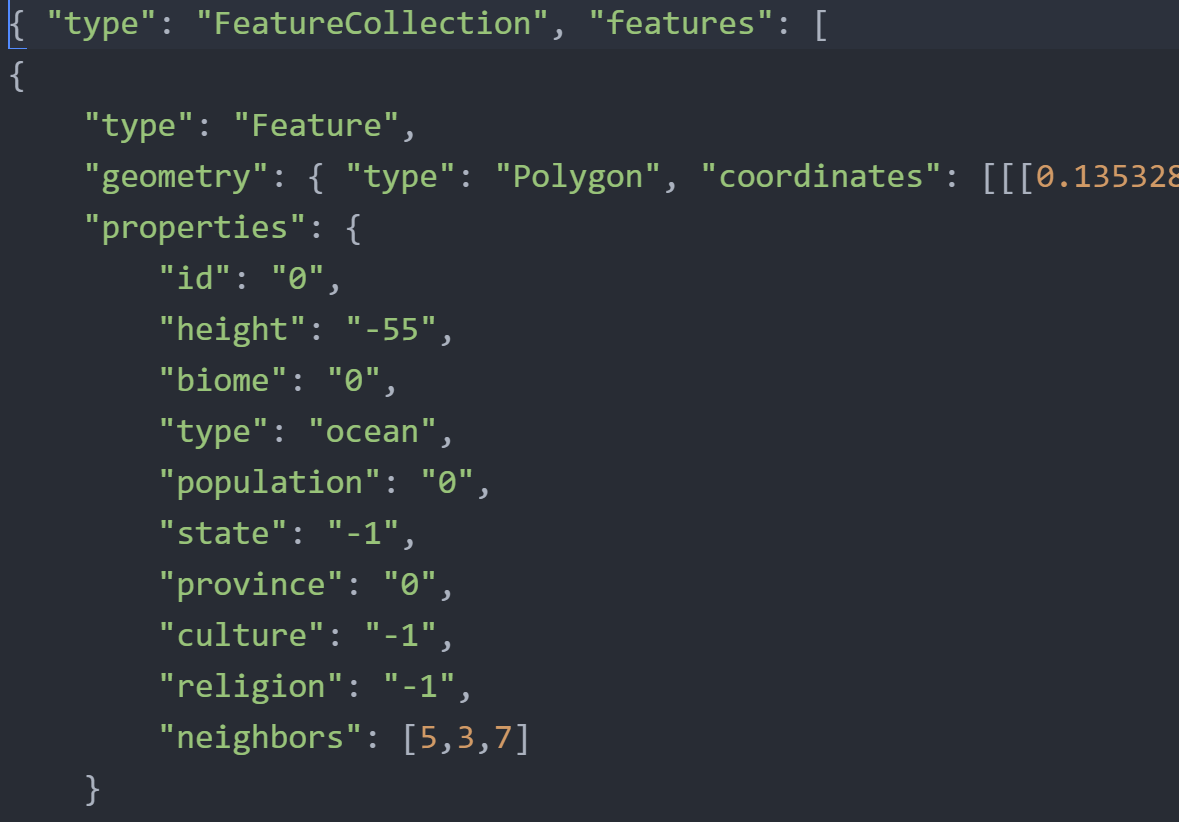 { "type": "FeatureCollection", "features": [
{
    "type": "Feature",
    "geometry": { "type": "Polygon", "coordinates": [[[0.135328
    "properties": {
        "id": "0",
        "height": "-55",
        "biome": "0",
        "type": "ocean",
        "population": "0",
        "state": "-1",
        "province": "0",
        "culture": "-1",
        "religion": "-1",
        "neighbors": [5,3,7]
    }